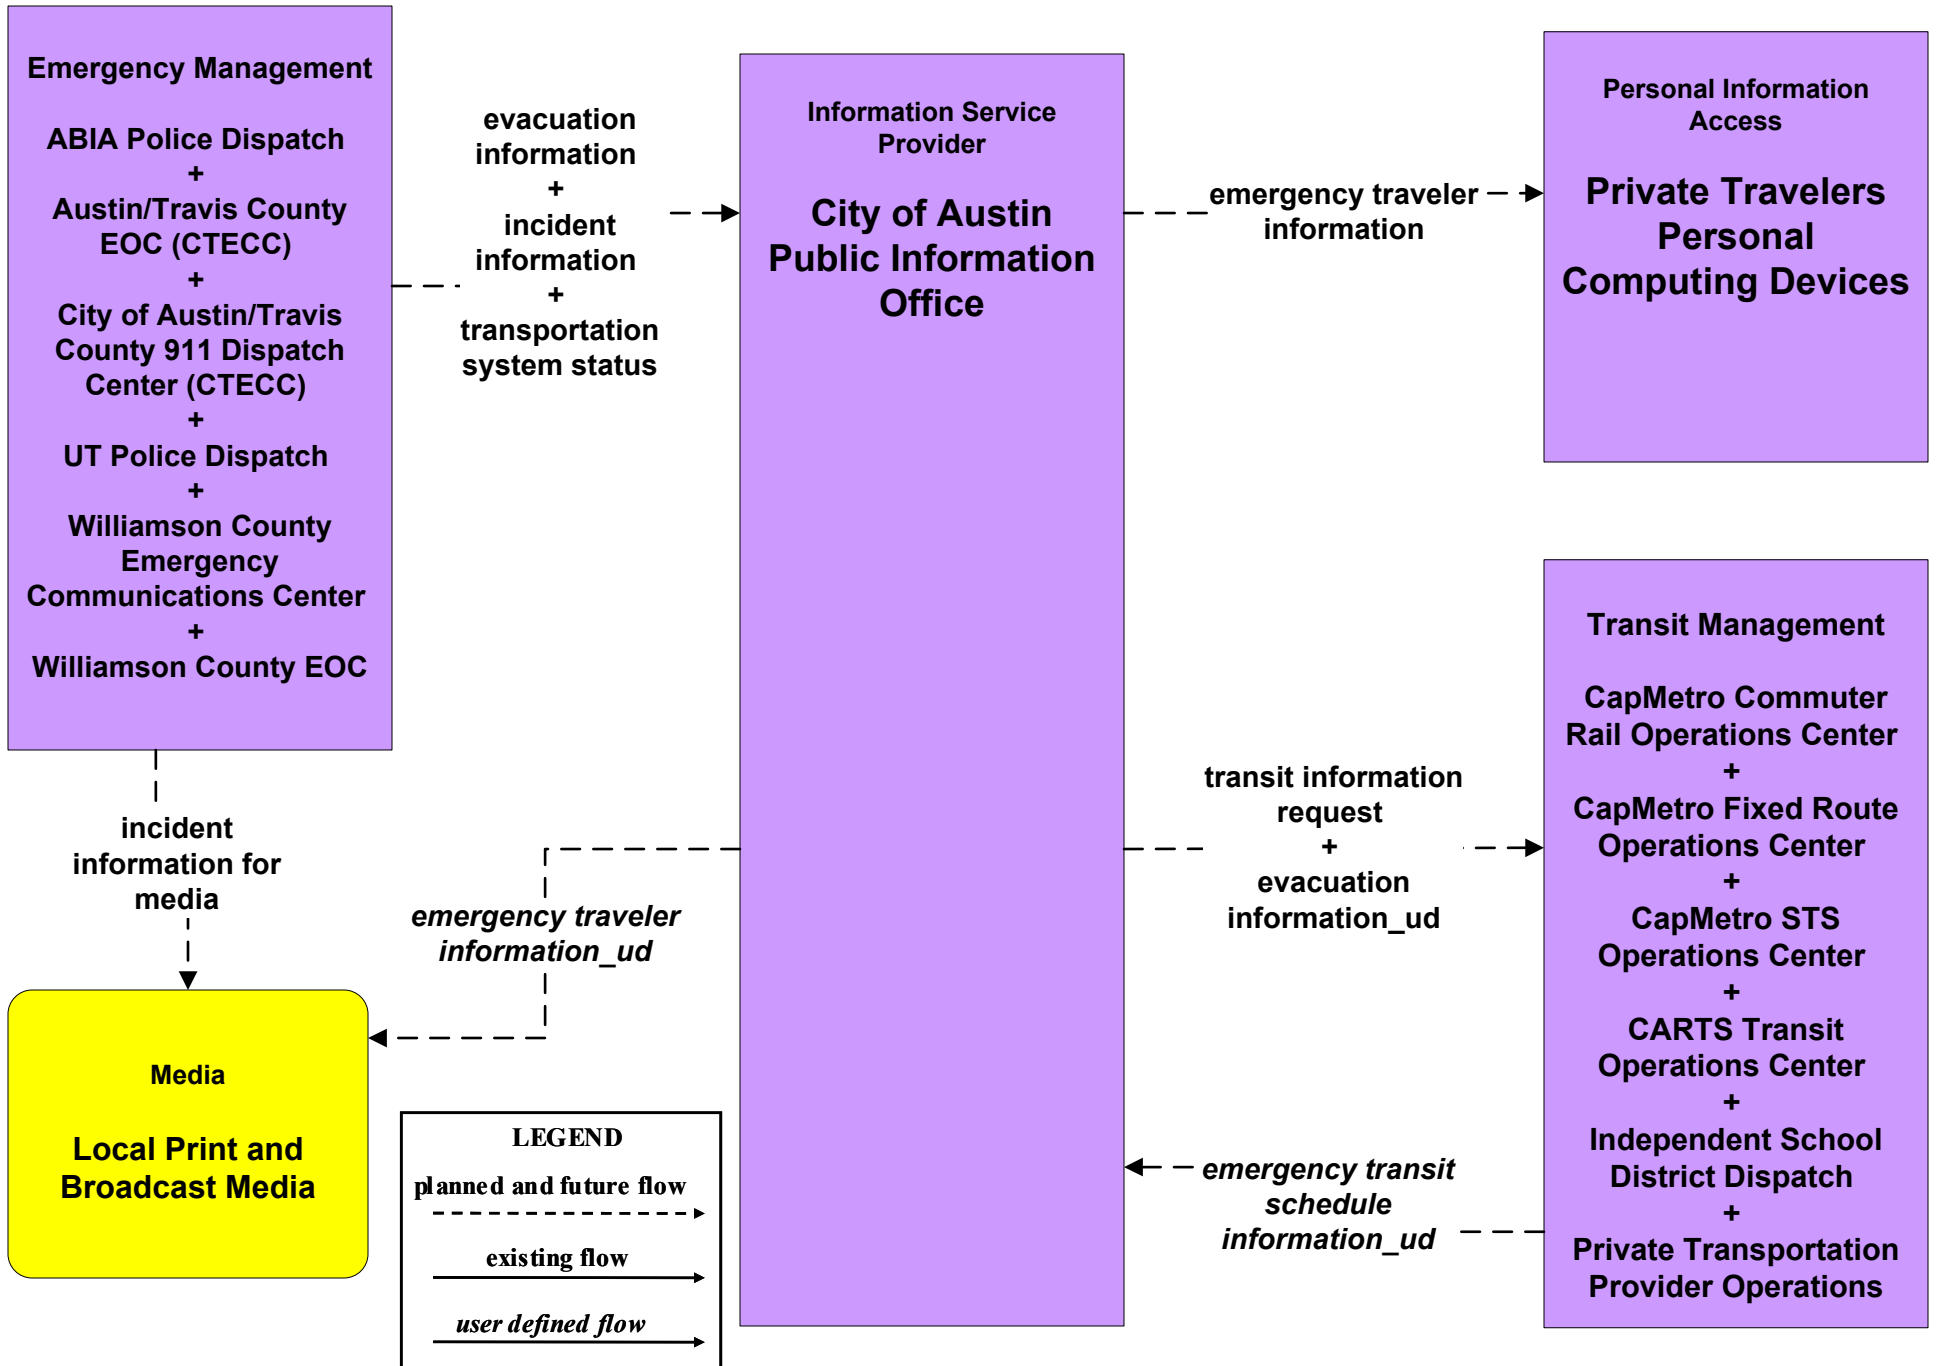 Emergency Management
ABIA Police Dispatch
+
Austin/Travis County
EOC (CTECC)
+
City of Austin/Travis
County 911 Dispatch
Center (CTECC)
+
UT Police Dispatch
+
Williamson County
Emergency
Communications Center
+
Williamson County EOC
evacuation
information
+
incident
information
+
transportation
system status
Information Service
Provider
City of Austin
Public Information
Office
emergency traveler
information
Personal Information
Access
Private Travelers
Personal
Computing Devices
incident
information for
media
emergency traveler
information_ud
transit information
request
+
evacuation
information_ud
Transit Management
CapMetro Commuter
Rail Operations Center
+
CapMetro Fixed Route
Operations Center
+
CapMetro STS
Operations Center
+
CARTS Transit
Operations Center
+
Independent School
District Dispatch
+
Private Transportation
Provider Operations
Media
Local Print and
Broadcast Media
LEGEND
planned and future flow
existing flow
user defined flow
emergency transit
schedule
information_ud